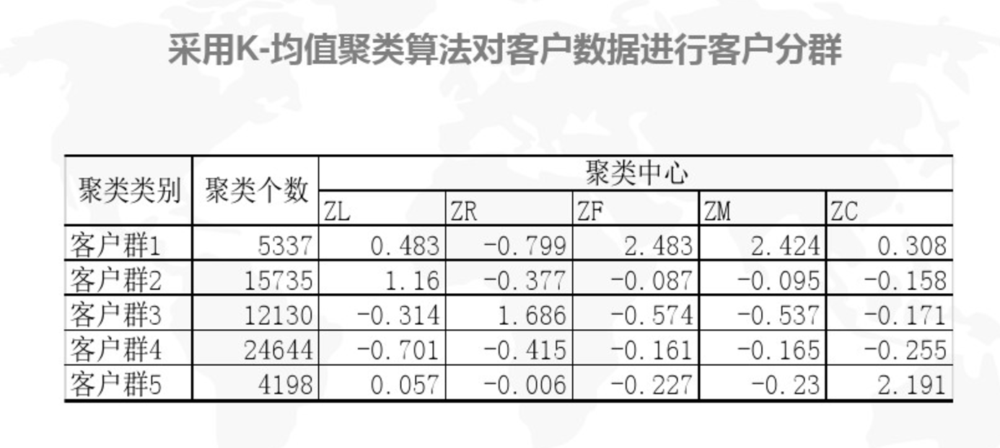 采用K-均值聚类算法对客户数据进行客户分群
聚类类别 聚类个数 聚类中心
ZL ZR ZF ZM ZC
客户群1 5337 0.483 -0.799 2.483 2.424 0.308
客户群2 15735 1.16 -0.377 -0.087 -0.095 -0.158
客户群3 12130 -0.314 1.686 -0.574 -0.537 -0.171
客户群4 24644 -0.701 -0.415 -0.161 -0.165 -0.255
客户群5 4198 0.057 -0.006 -0.227 -0.23 2.191